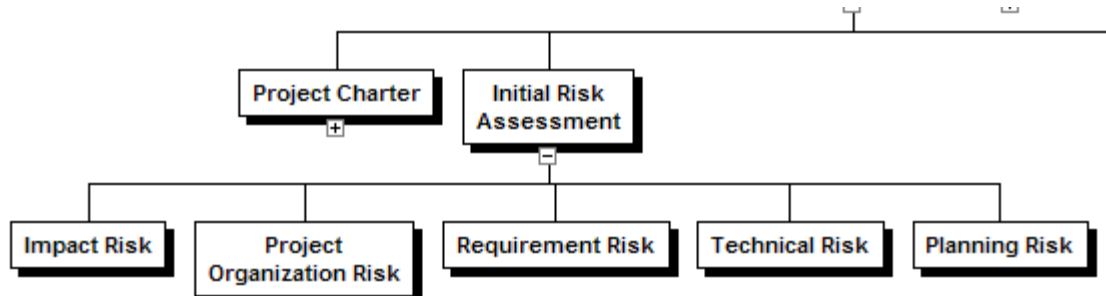 Project Charter
Initial Risk
Assessment
Impact Risk
Project
Organization Risk
Requirement Risk
Technical Risk
Planning Risk